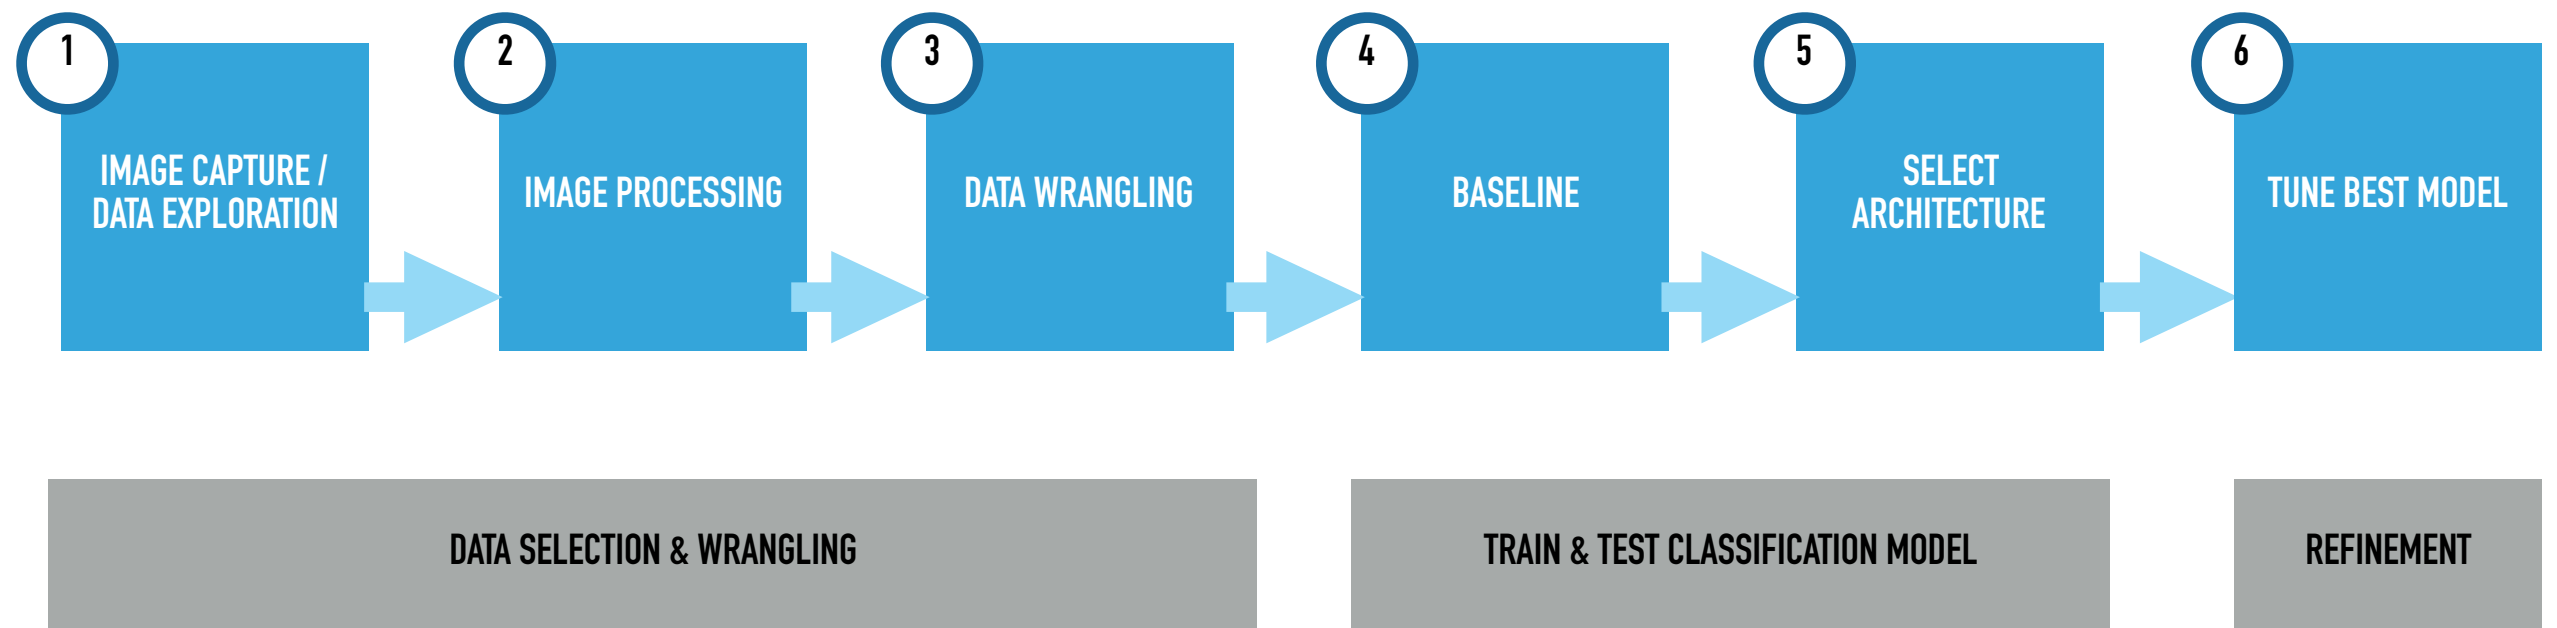 1
IMAGE CAPTURE /
DATA EXPLORATION
2
IMAGE PROCESSING
3
DATA WRANGLING
4
BASELINE
5
SELECT
ARCHITECTURE
6
TUNE BEST MODEL
DATA SELECTION & WRANGLING
TRAIN & TEST CLASSIFICATION MODEL
REFINEMENT